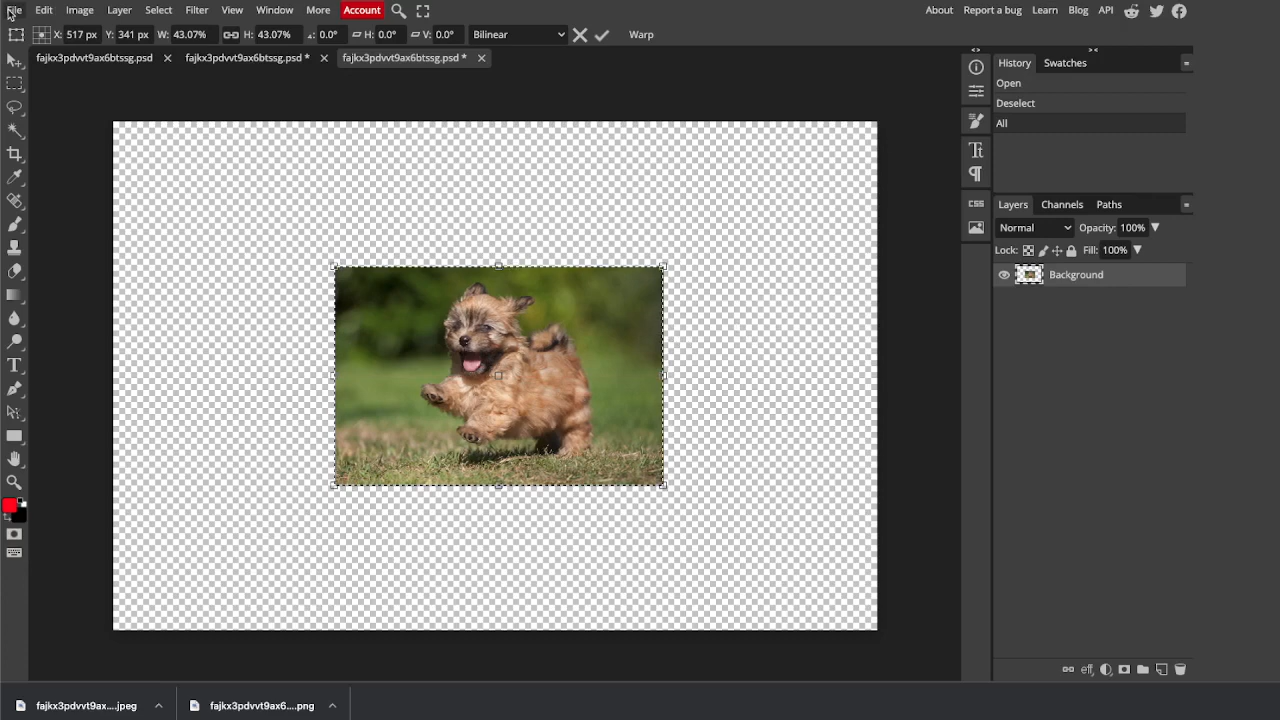 File Edit Image Layer Select Filter View Window More Account About Report a bug Learn Blog API
X: 517 px Y: 341 px W: 43.07% H: 43.07% 0.0° H: 0.0° V: 0.0° Bilinear Warp
fajkx3pdvvt9ax6btssg.psd fajkx3pdvvt9ax6btssg.psd * fajkx3pdvvt9ax6btssg.psd *
History Swatches
Open
Deselect
All
Layers Channels Paths
Normal Opacity: 100%
Lock: Fill: 100%
Background
CSS
eff
fajkx3pdvvt9ax....jpeg fajkx3pdvvt9ax6....png